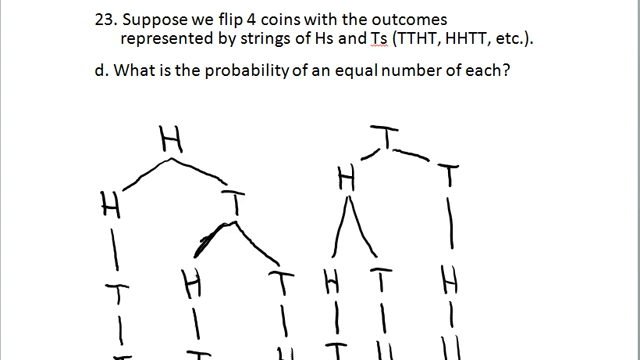 23. Suppose we flip 4 coins with the outcomes
represented by strings of Hs and Ts (TTHT, HHTT, etc.).
d. What is the probability of an equal number of each?
H T
H T H T
T H T H T H